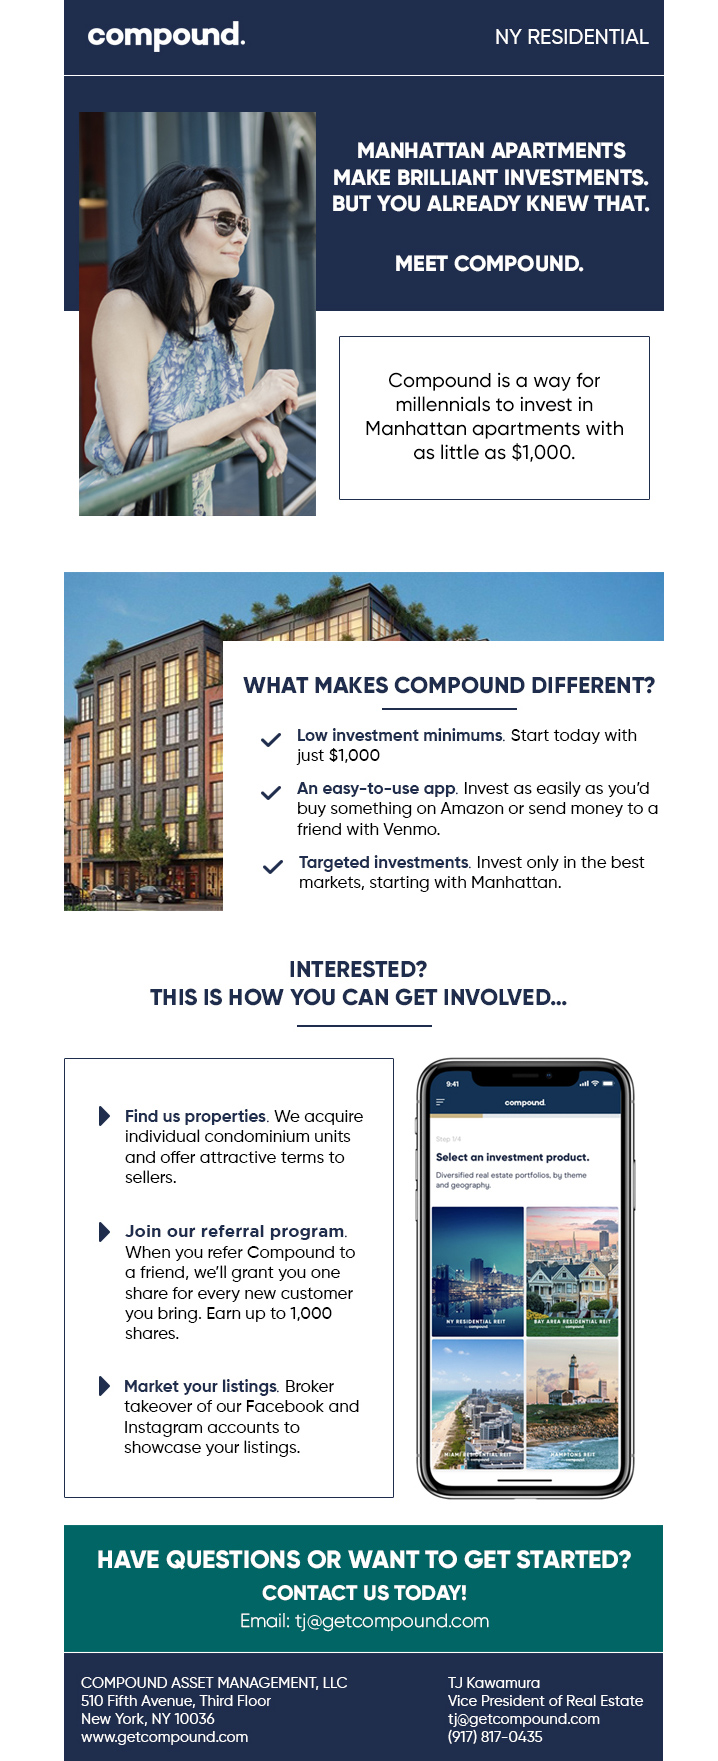 compound.
NY RESIDENTIAL
MANHATTAN APARTMENTS
MAKE BRILLIANT INVESTMENTS.
BUT YOU ALREADY KNEW THAT.
MEET COMPOUND.
Compound is a way for
millennials to invest in
Manhattan apartments with
as little as $1,000.
WHAT MAKES COMPOUND DIFFERENT?
Low investment minimums. Start today with
just $1,000
An easy-to-use app. Invest as easily as you’d
buy something on Amazon or send money to a
friend with Venmo.
Targeted investments. Invest only in the best
markets, starting with Manhattan.
INTERESTED?
THIS IS HOW YOU CAN GET INVOLVED...
Find us properties. We acquire
individual condominium units
and offer attractive terms to
sellers.
Join our referral program.
When you refer Compound to
a friend, we’ll grant you one
share for every new customer
you bring. Earn up to 1,000
shares.
Market your listings. Broker
takeover of our Facebook and
Instagram accounts to
showcase your listings.
9:41
compound.
Step 1/4
Select an investment product.
Diversified real estate portfolios, by theme
and geography.
NY RESIDENTIAL REIT
compound
BAY AREA RESIDENTIAL REIT
compound
MIAMI RESIDENTIAL REIT
compound
HAMPTONS REIT
compound
HAVE QUESTIONS OR WANT TO GET STARTED?
CONTACT US TODAY!
Email: tj@getcompound.com
COMPOUND ASSET MANAGEMENT, LLC
510 Fifth Avenue, Third Floor
New York, NY 10036
www.getcompound.com
TJ Kawamura
Vice President of Real Estate
tj@getcompound.com
(917) 817-0435